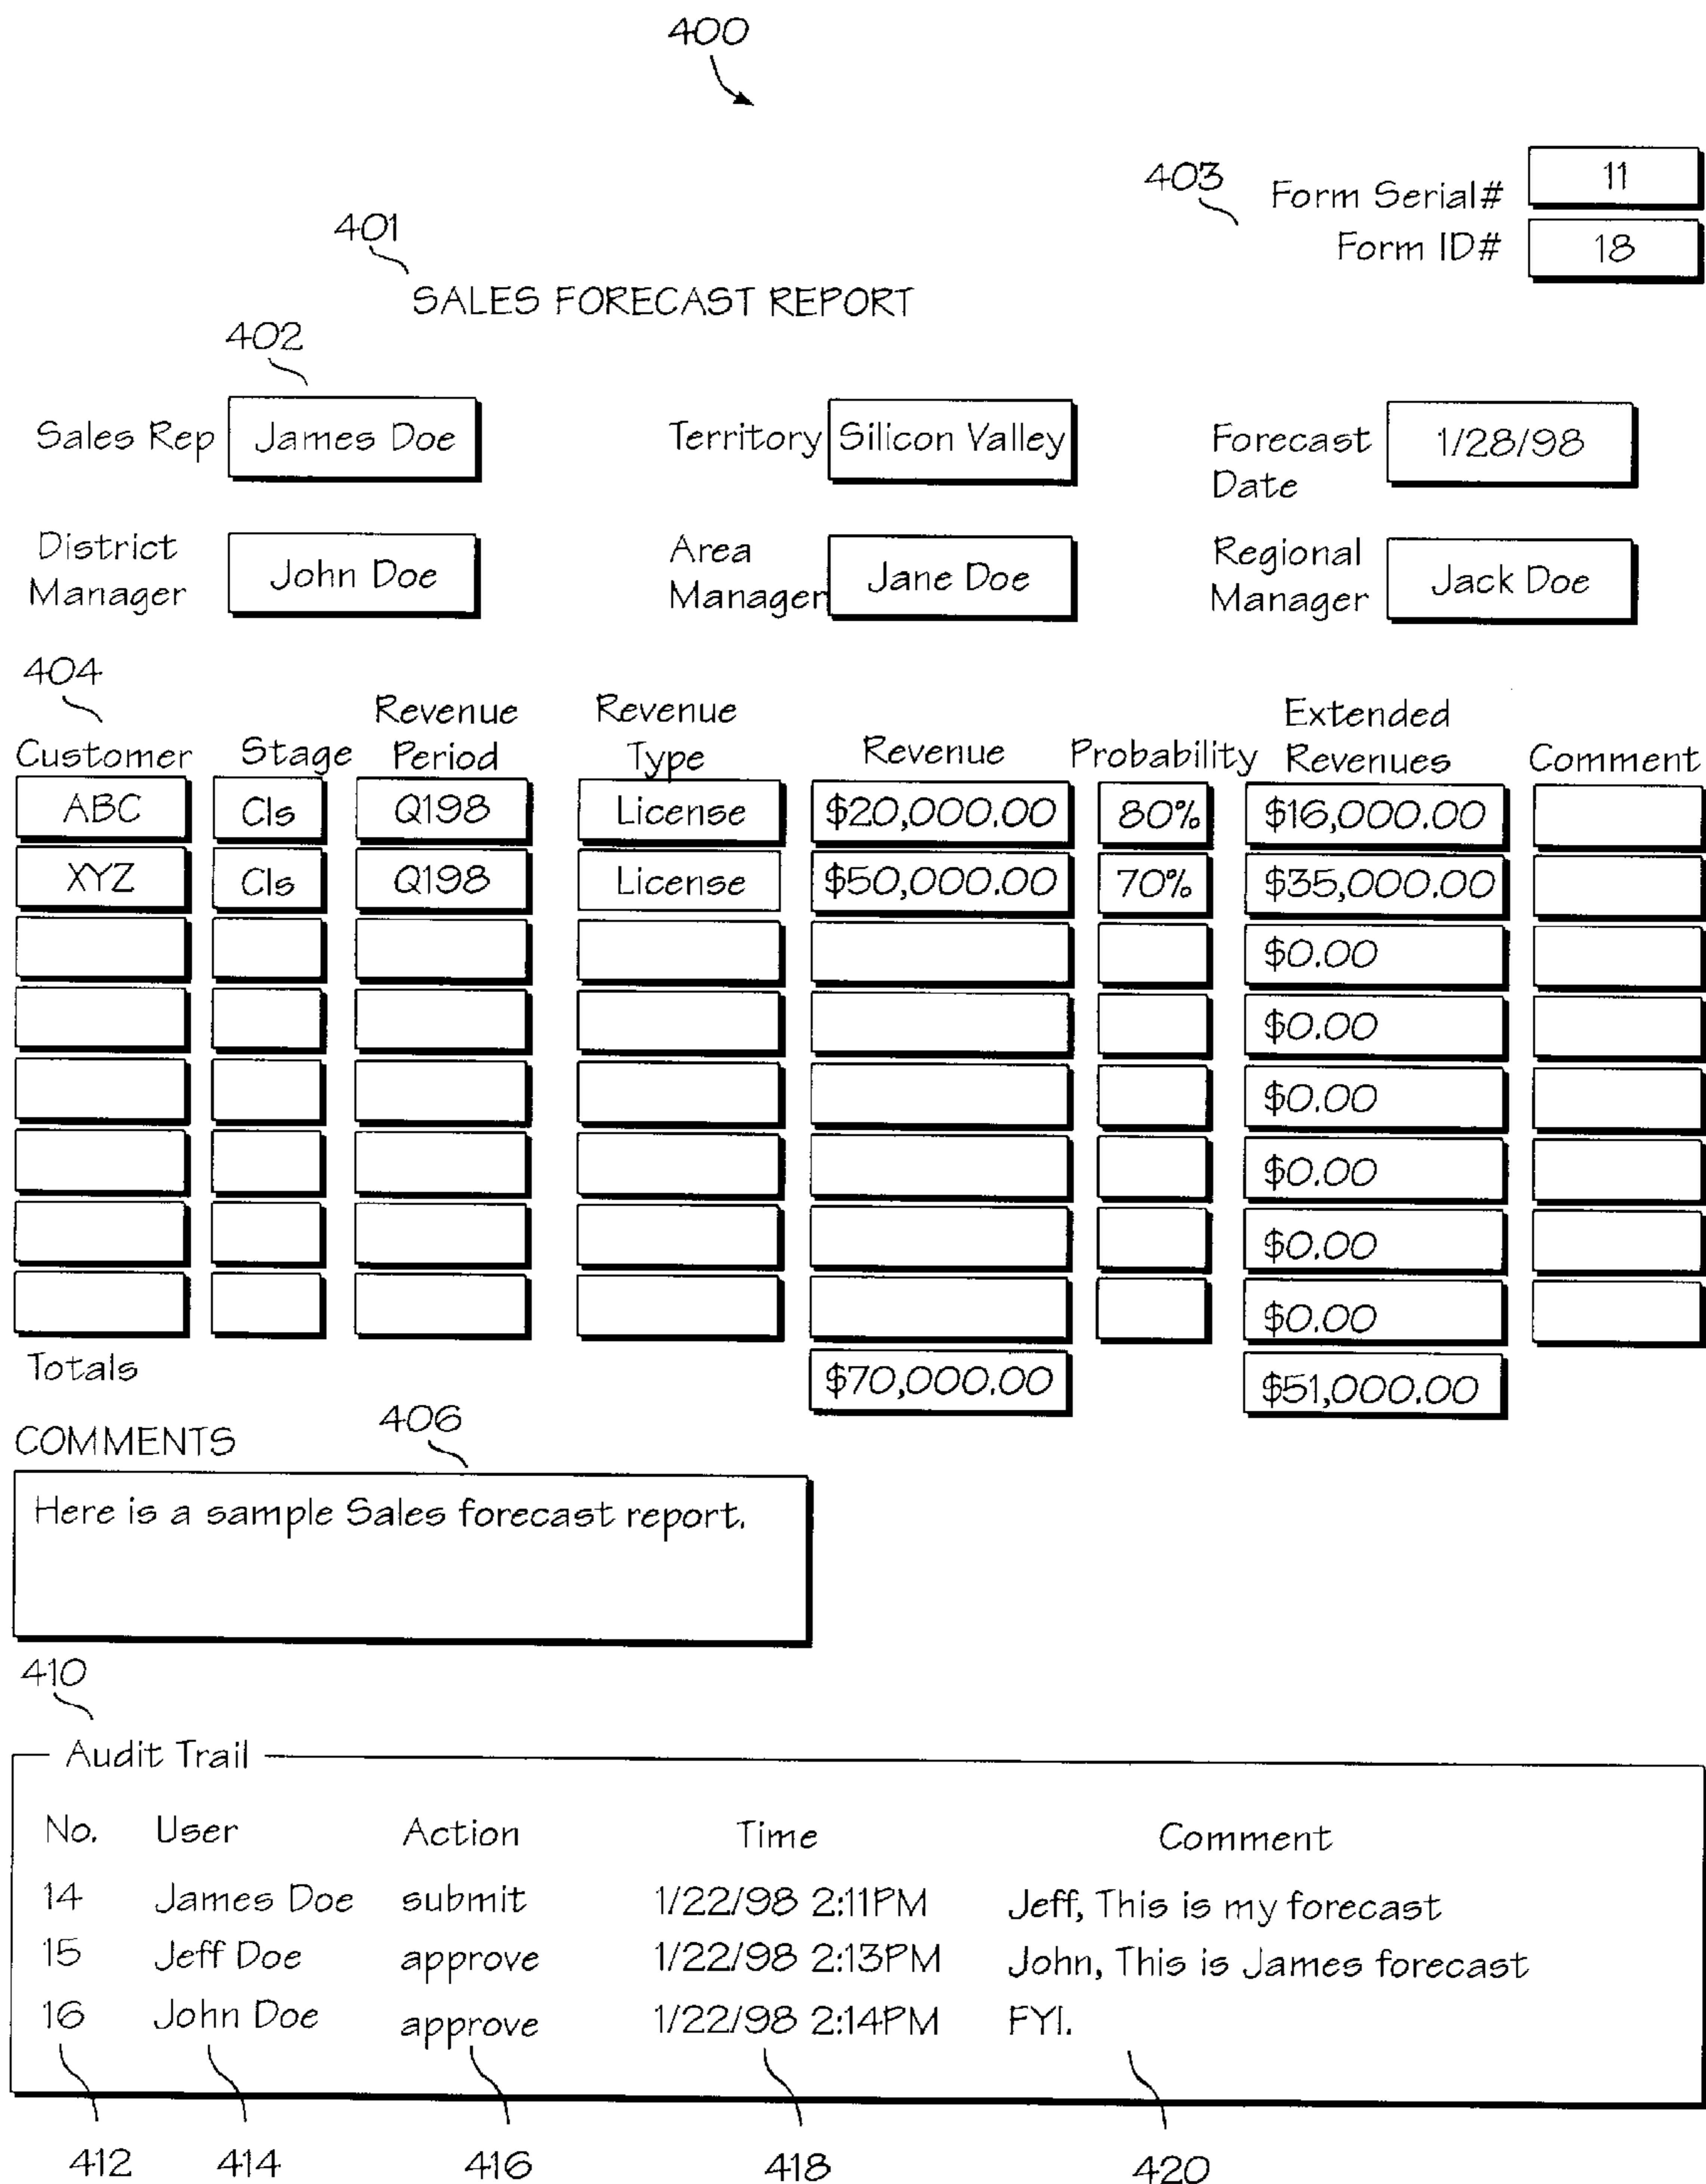 400
403
Form Serial# 11
Form ID# 18
401
SALES FORECAST REPORT
402
Sales Rep James Doe Territory Silicon Valley Forecast Date 1/28/98
District Manager John Doe Area Manager Jane Doe Regional Manager Jack Doe
404
Customer Stage Revenue Period Revenue Type Revenue Probability Extended Revenues Comment
ABC Cls Q198 License $20,000.00 80% $16,000.00
XYZ Cls Q198 License $50,000.00 70% $35,000.00
$0.00
$0.00
$0.00
$0.00
$0.00
$0.00
Totals $70,000.00 $51,000.00
COMMENTS
406
Here is a sample Sales forecast report.
410
Audit Trail
No. User Action Time Comment
14 James Doe submit 1/22/98 2:11PM Jeff, This is my forecast
15 Jeff Doe approve 1/22/98 2:13PM John, This is James forecast
16 John Doe approve 1/22/98 2:14PM FYI.
412 414 416 418 420